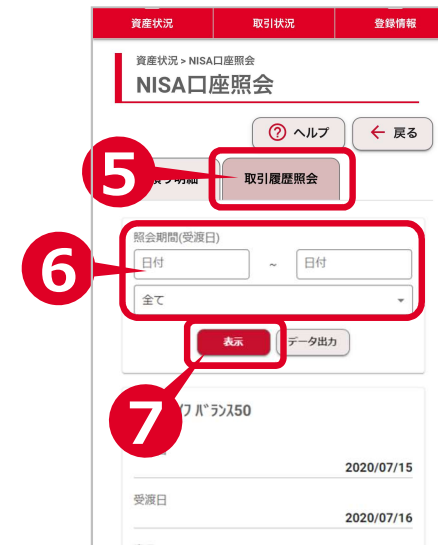 資産状況 取引状況 登録情報
資産状況 > NISA口座照会
NISA口座照会
ヘルプ 戻る
5 明細 取引履歴照会
照会期間(受渡日)
6 日付 ~ 日付
全て
表示 データ出力
7 ﾊﾞﾗﾝｽ50
2020/07/15
受渡日
2020/07/16